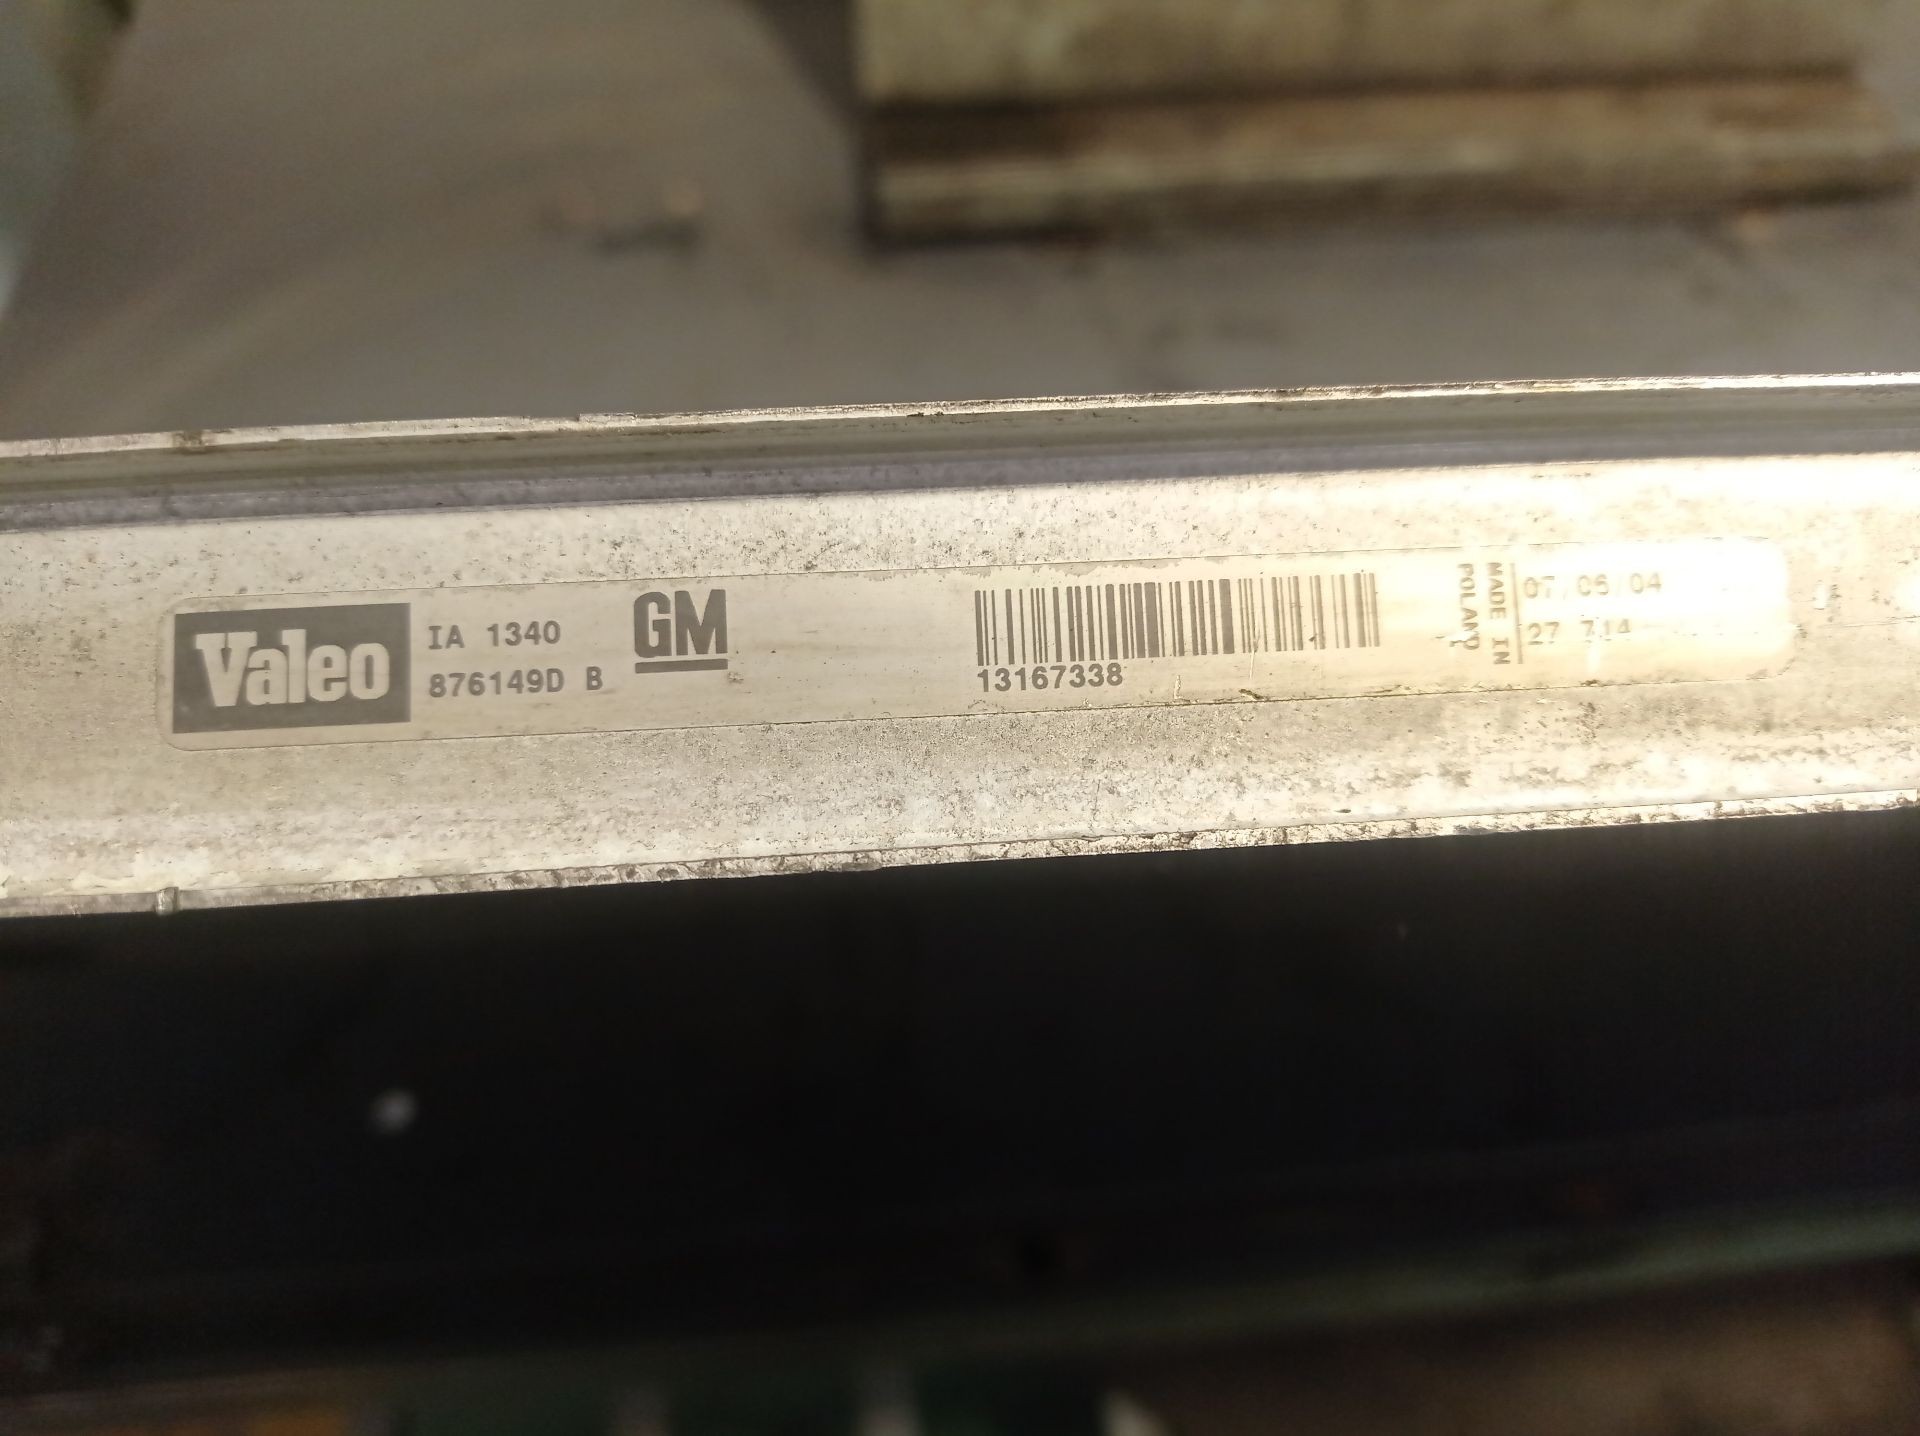 Valeo
IA 1340
876149D B
GM
13167338
MADE IN
POLAND
07/06/04
27 714